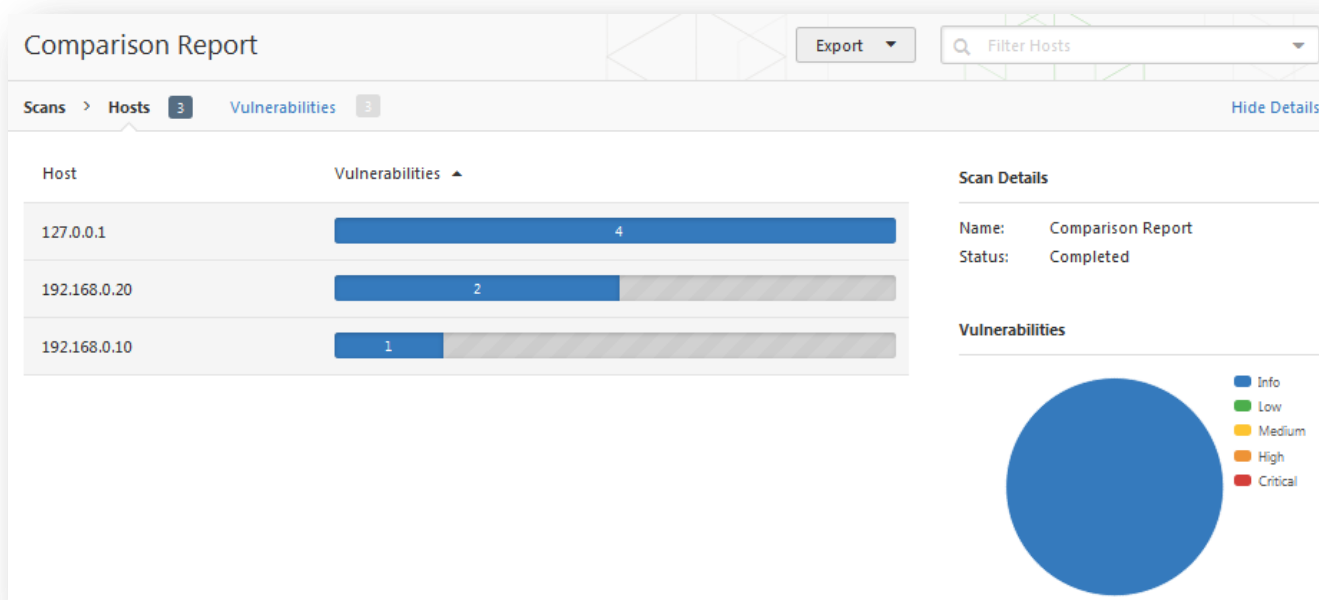 Comparison Report
Export
Filter Hosts
Scans > Hosts 3 Vulnerabilities 3
Hide Details
Host Vulnerabilities
127.0.0.1 4
192.168.0.20 2
192.168.0.10 1
Scan Details
Name: Comparison Report
Status: Completed
Vulnerabilities
Info
Low
Medium
High
Critical